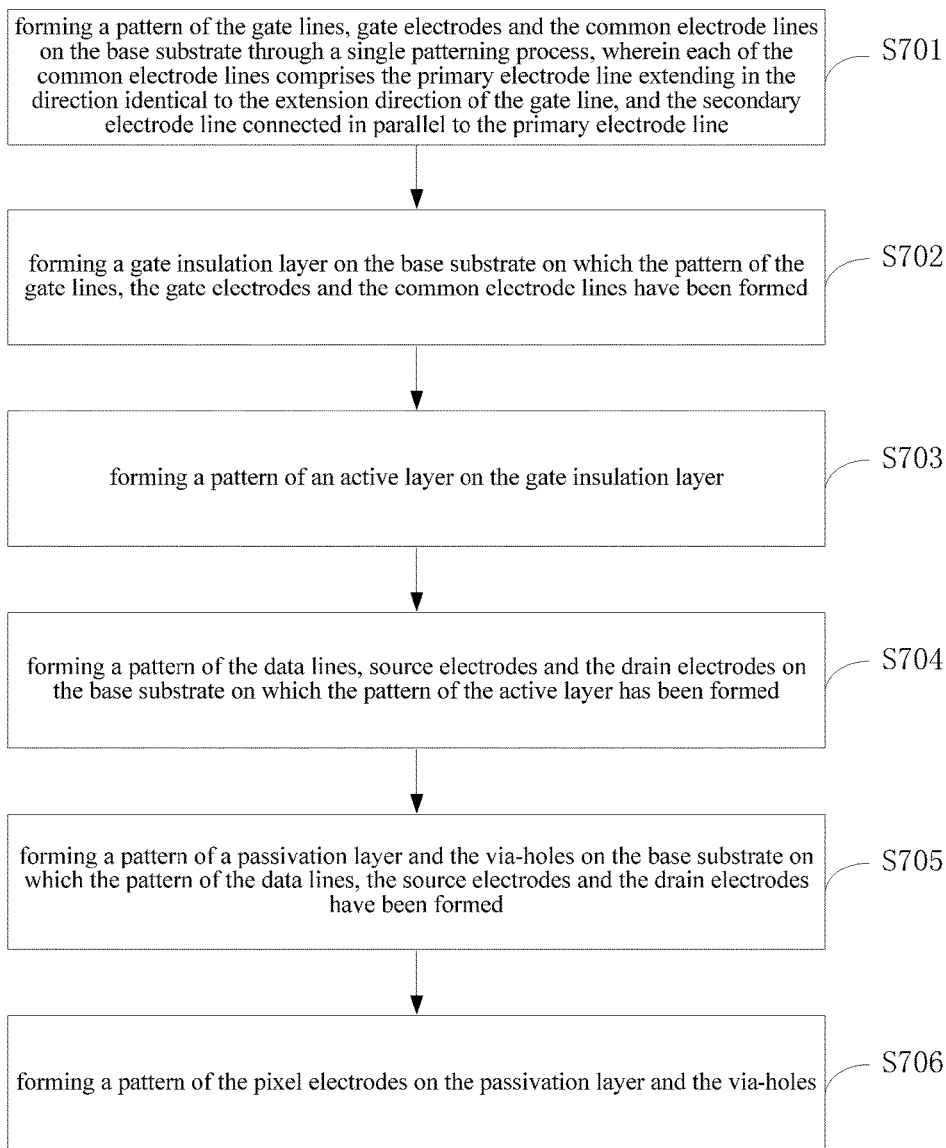 forming a pattern of the gate lines, gate electrodes and the common electrode lines
on the base substrate through a single patterning process, wherein each of the
common electrode lines comprises the primary electrode line extending in the
direction identical to the extension direction of the gate line, and the secondary
electrode line connected in parallel to the primary electrode line
S701
forming a gate insulation layer on the base substrate on which the pattern of the
gate lines, the gate electrodes and the common electrode lines have been formed
S702
forming a pattern of an active layer on the gate insulation layer
S703
forming a pattern of the data lines, source electrodes and the drain electrodes on
the base substrate on which the pattern of the active layer has been formed
S704
forming a pattern of a passivation layer and the via-holes on the base substrate on
which the pattern of the data lines, the source electrodes and the drain electrodes
have been formed
S705
forming a pattern of the pixel electrodes on the passivation layer and the via-holes
S706